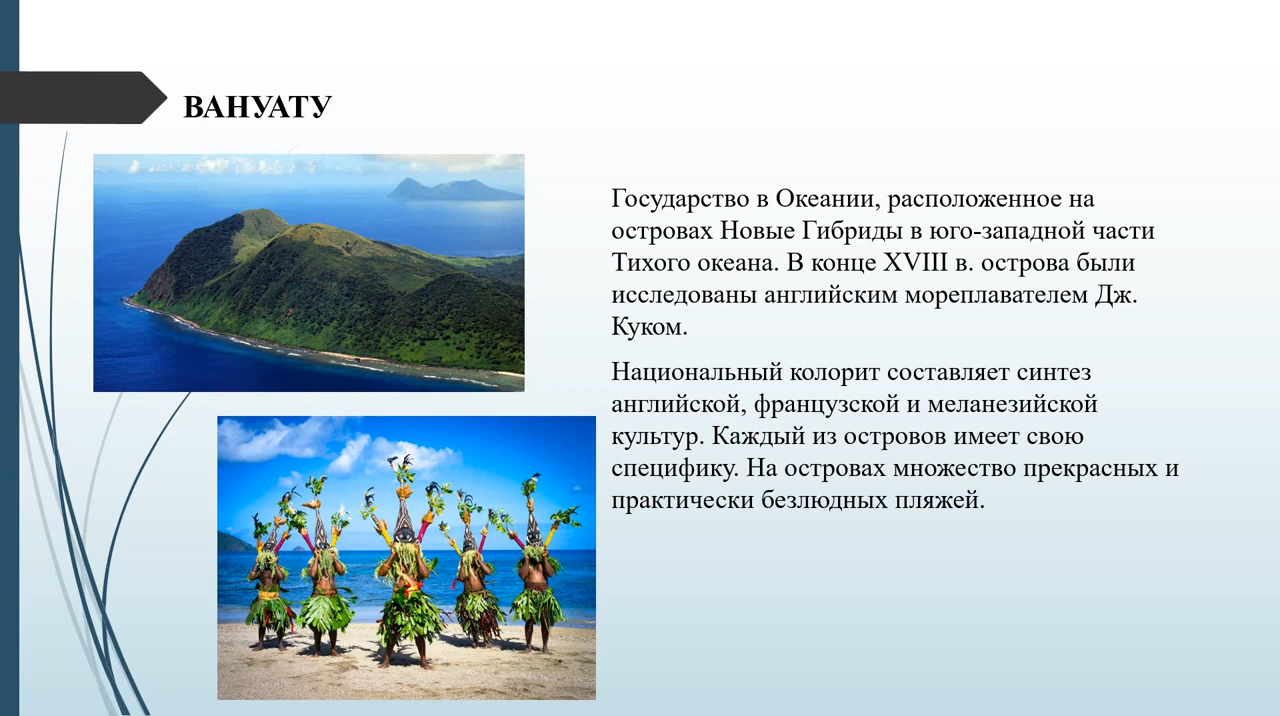 ВАНУАТУ
Государство в Океании, расположенное на
островах Новые Гибриды в юго-западной части
Тихого океана. В конце XVIII в. острова были
исследованы английским мореплавателем Дж.
Куком.
Национальный колорит составляет синтез
английской, французской и меланезийской
культур. Каждый из островов имеет свою
специфику. На островах множество прекрасных и
практически безлюдных пляжей.